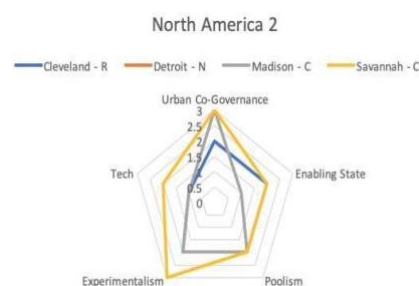 North America 2
Cleveland - R Detroit - N Madison - C Savannah - C
Urban Co-Governance
3
2.5
2
1.5
1
0.5
0
Tech
Enabling State
Experimentalism
Poolism